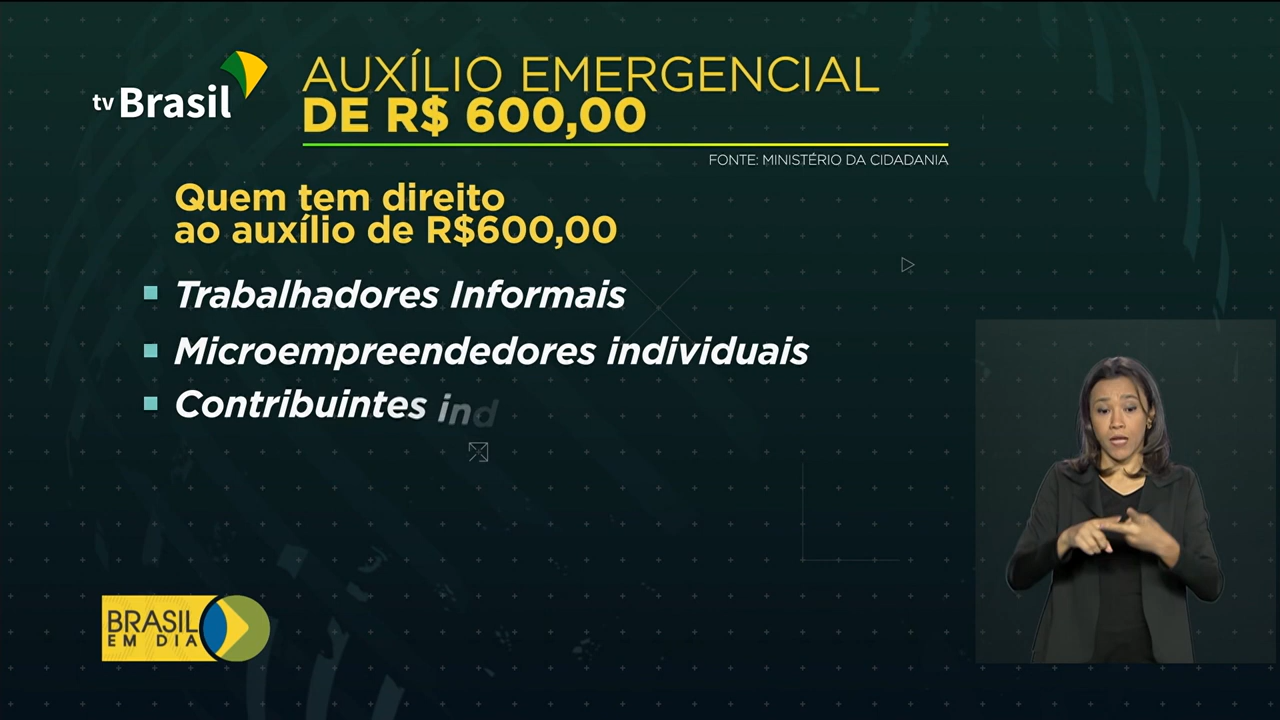 tv Brasil
AUXÍLIO EMERGENCIAL
DE R$ 600,00
FONTE: MINISTÉRIO DA CIDADANIA
Quem tem direito
ao auxílio de R$600,00
Trabalhadores Informais
Microempreendedores individuais
Contribuintes ind
BRASIL
EM DIA